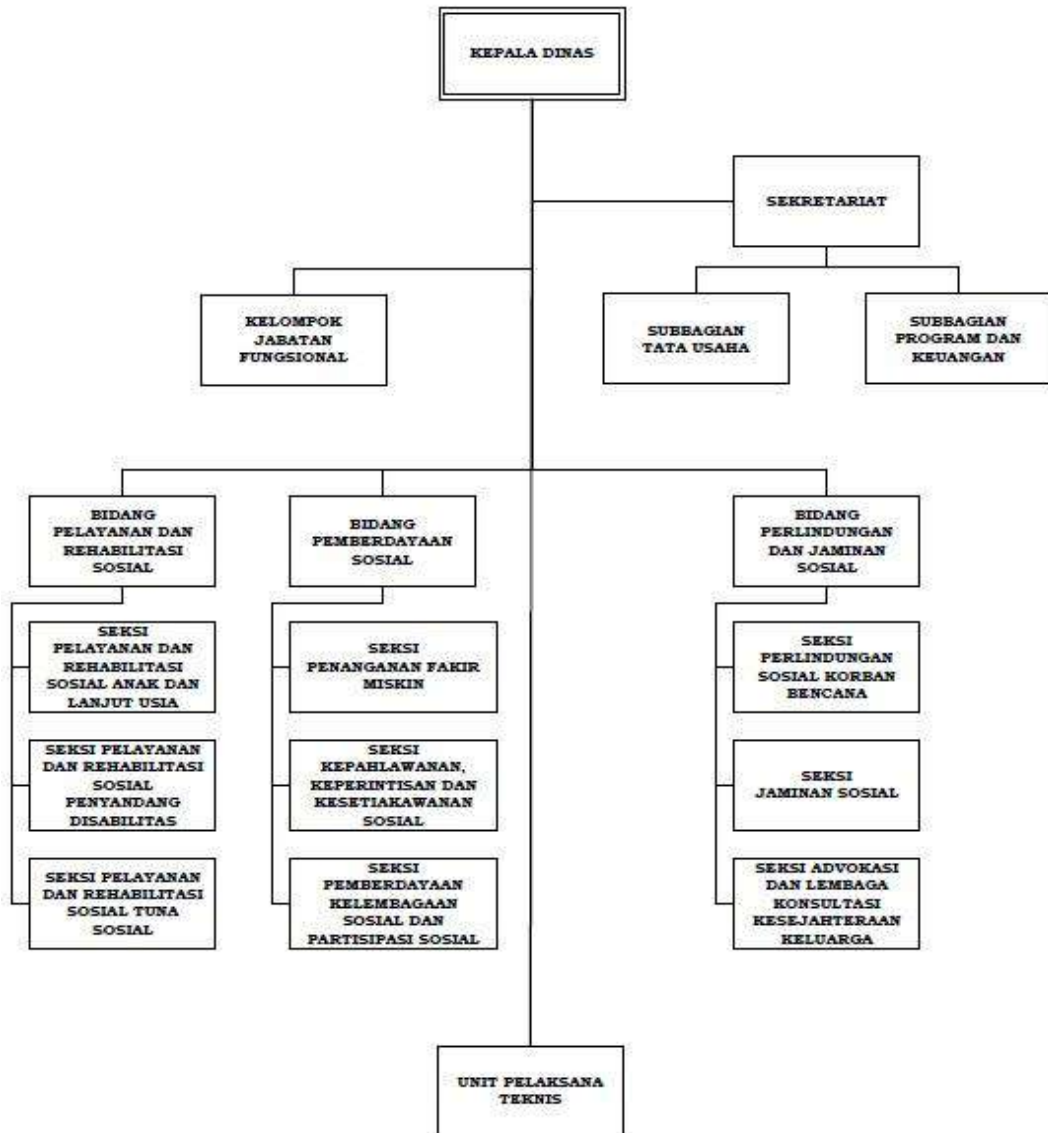 KEPALA DINAS
SEKRETARIAT
KELOMPOK
JABATAN
FUNGSIONAL
SUBBAGIAN
TATA USAHA
SUBBAGIAN
PROGRAM DAN
KEUANGAN
BIDANG
PELAYANAN DAN
REHABILITASI
SOSIAL
SEKSI
PELAYANAN DAN
REHABILITASI
SOSIAL ANAK DAN
LANJUT USIA
SEKSI PELAYANAN
DAN REHABILITASI
SOSIAL
PENYANDANG
DISABILITAS
SEKSI PELAYANAN
DAN REHABILITASI
SOSIAL TUNA
SOSIAL
BIDANG
PEMBERDAYAAN
SOSIAL
SEKSI
PENANGANAN FAKIR
MISKIN
SEKSI
KEPAHLAWANAN,
KEPERINTISAN DAN
KESETIAKAWANAN
SOSIAL
SEKSI
PEMBERDAYAAN
KELEMBAGAAN
SOSIAL DAN
PARTISIPASI SOSIAL
BIDANG
PERLINDUNGAN
DAN JAMINAN
SOSIAL
SEKSI
PERLINDUNGAN
SOSIAL KORBAN
BENCANA
SEKSI
JAMINAN SOSIAL
SEKSI ADVOKASI
DAN LEMBAGA
KONSULTASI
KESEJAHTERAAN
KELUARGA
UNIT PELAKSANA
TEKNIS